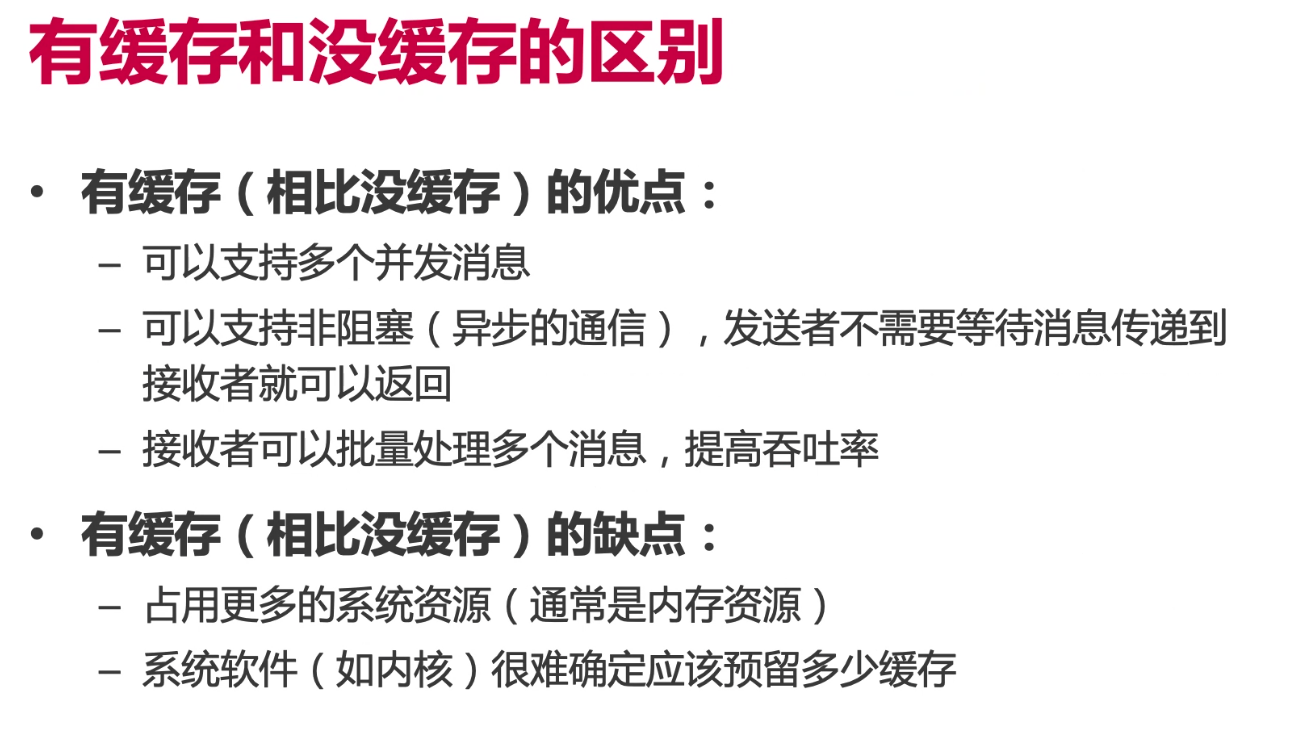 有缓存和没缓存的区别
• 有缓存（相比没缓存）的优点：
– 可以支持多个并发消息
– 可以支持非阻塞（异步的通信），发送者不需要等待消息传递到
接收者就可以返回
– 接收者可以批量处理多个消息，提高吞吐率
• 有缓存（相比没缓存）的缺点：
– 占用更多的系统资源（通常是内存资源）
– 系统软件（如内核）很难确定应该预留多少缓存